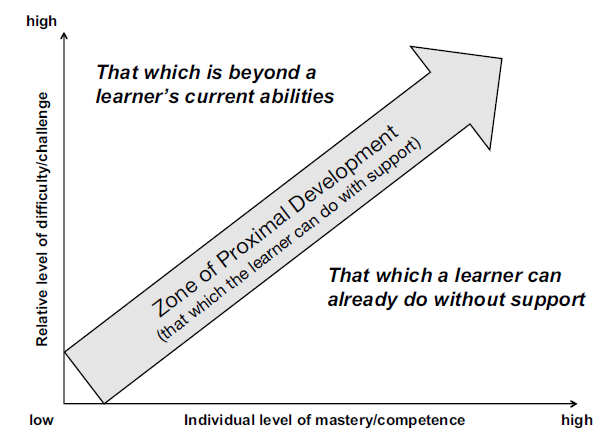 high
That which is beyond a
learner's current abilities
Relative level of difficulty/challenge
Zone of Proximal Development
(that which the learner can do with support)
That which a learner can
already do without support
low
Individual level of mastery/competence
high